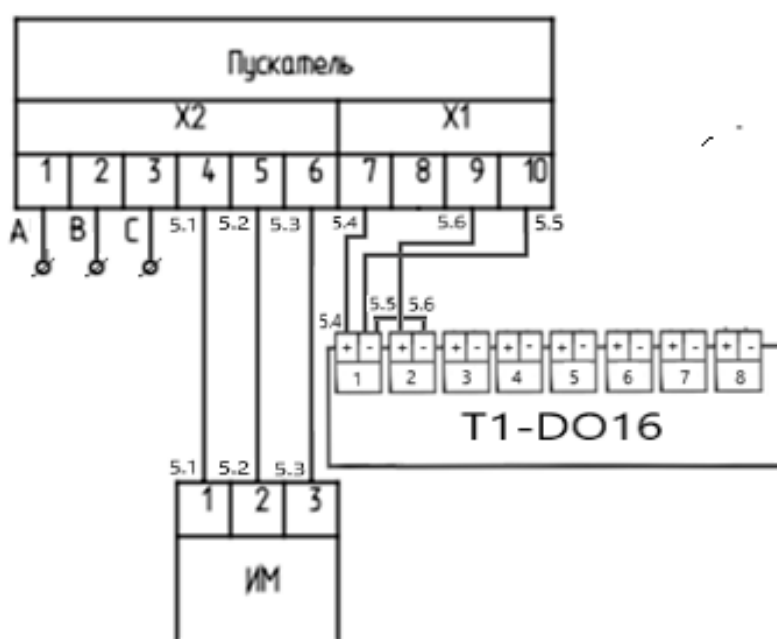 Пускатель
X2 X1
1 2 3 4 5 6 7 8 9 10
A B C 5.1 5.2 5.3 5.4 5.6 5.5
5.5 5.6
5.4
+ - + - + - + - + - + - + - + -
1 2 3 4 5 6 7 8
T1-DO16
5.1 5.2 5.3
1 2 3
ИМ